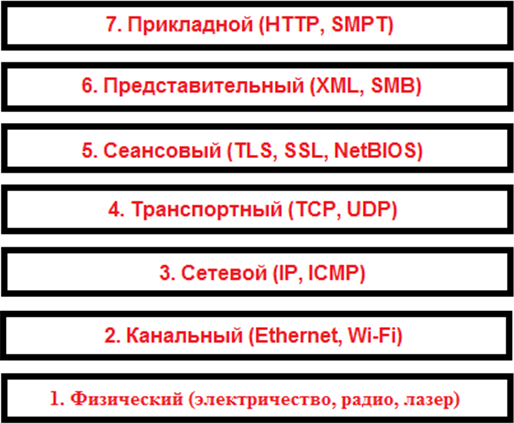 7. Прикладной (HTTP, SMPT)
6. Представительный (XML, SMB)
5. Сеансовый (TLS, SSL, NetBIOS)
4. Транспортный (TCP, UDP)
3. Сетевой (IP, ICMP)
2. Канальный (Ethernet, Wi-Fi)
1. Физический (электричество, радио, лазер)